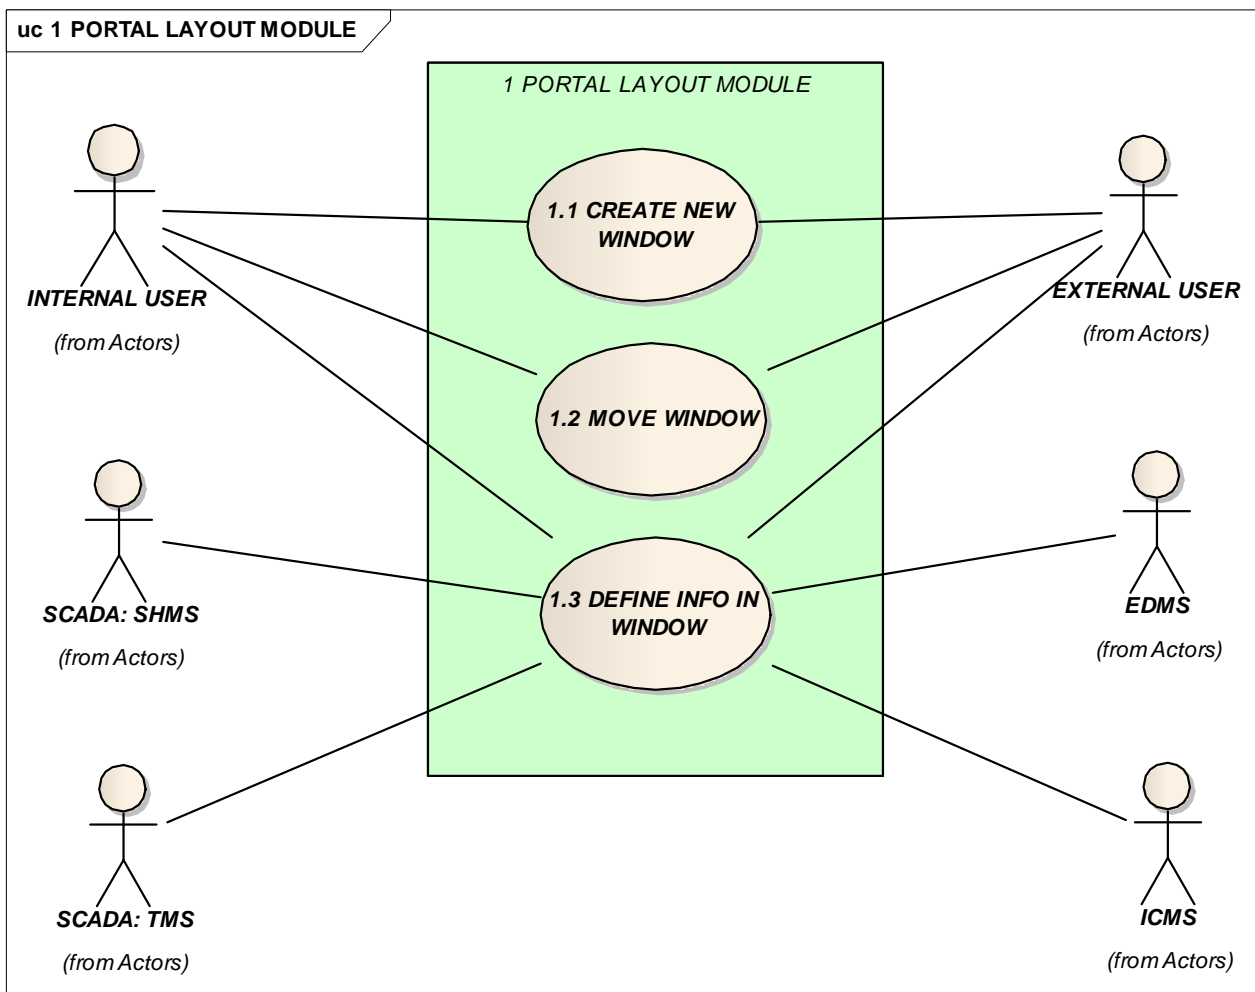 uc 1 PORTAL LAYOUT MODULE
1 PORTAL LAYOUT MODULE
1.1 CREATE NEW
WINDOW
INTERNAL USER
(from Actors)
EXTERNAL USER
(from Actors)
1.2 MOVE WINDOW
1.3 DEFINE INFO IN
WINDOW
SCADA: SHMS
(from Actors)
EDMS
(from Actors)
SCADA: TMS
(from Actors)
ICMS
(from Actors)